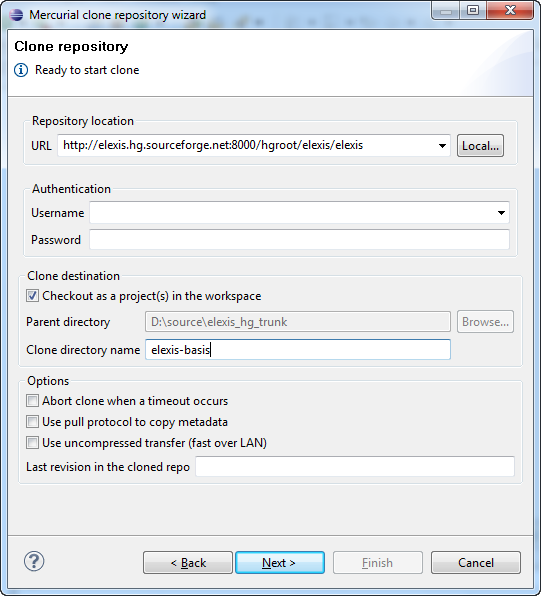 Mercurial clone repository wizard
Clone repository
Ready to start clone
Repository location
URL http://elexis.hg.sourceforge.net:8000/hgroot/elexis/elexis Local...
Authentication
Username
Password
Clone destination
Checkout as a project(s) in the workspace
Parent directory D:\source\elexis_hg_trunk Browse...
Clone directory name elexis-basis
Options
Abort clone when a timeout occurs
Use pull protocol to copy metadata
Use uncompressed transfer (fast over LAN)
Last revision in the cloned repo
? < Back Next > Finish Cancel